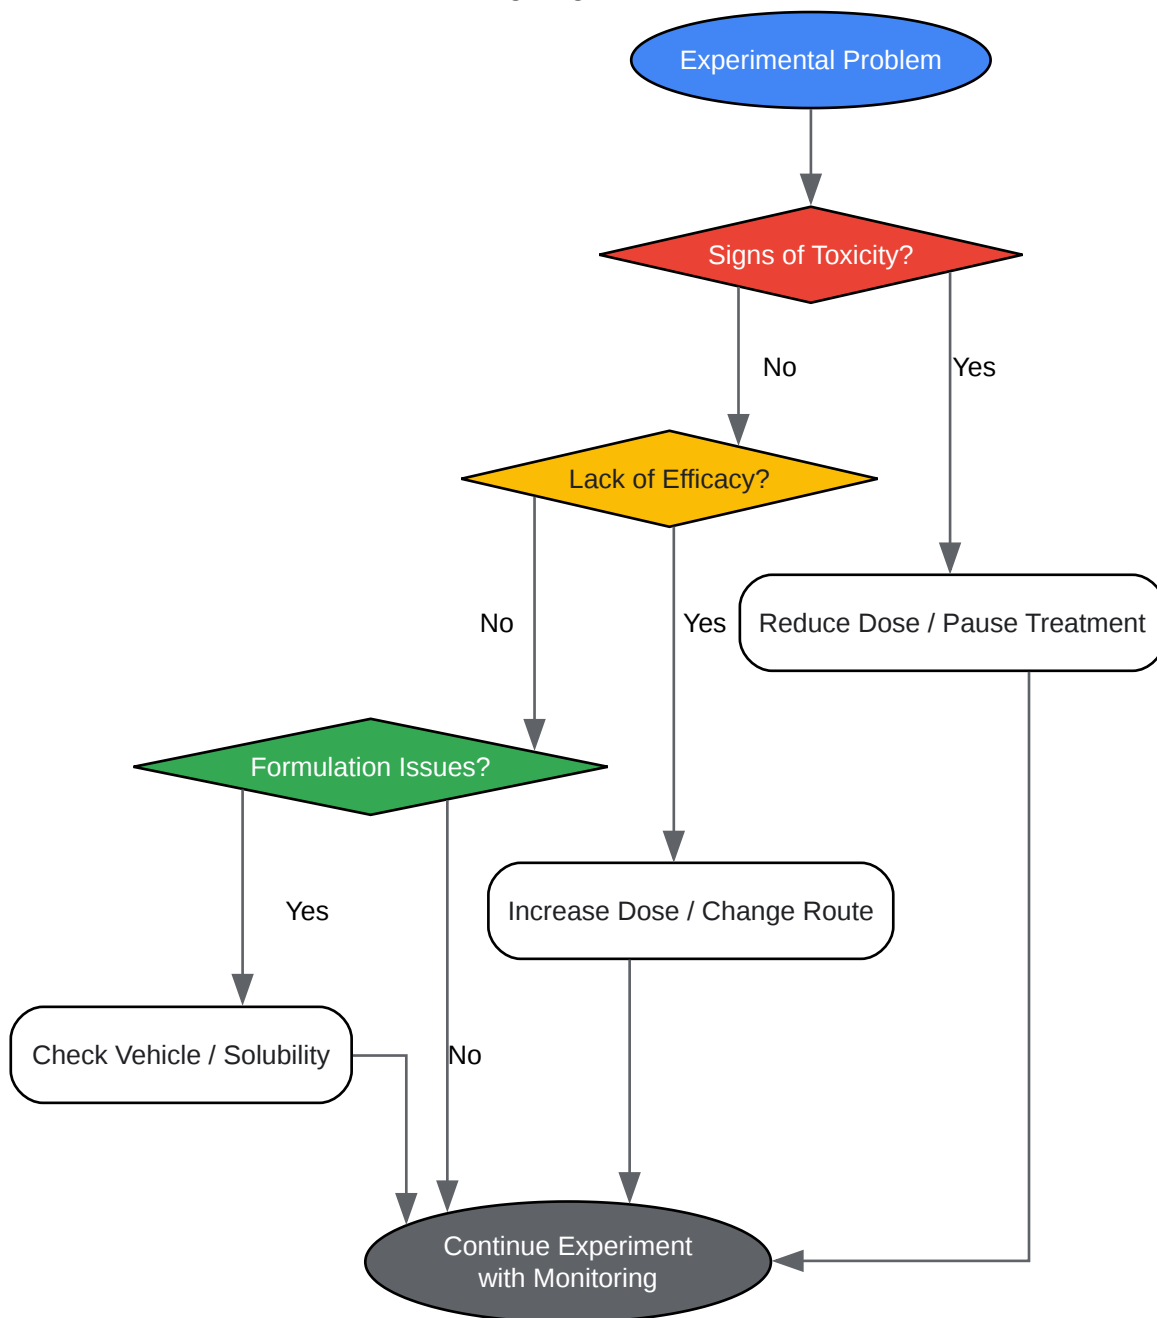 Experimental Problem
Signs of Toxicity?
No
Yes
Lack of Efficacy?
No
Yes
Reduce Dose / Pause Treatment
Formulation Issues?
Yes
Increase Dose / Change Route
Check Vehicle / Solubility
No
Continue Experiment
with Monitoring